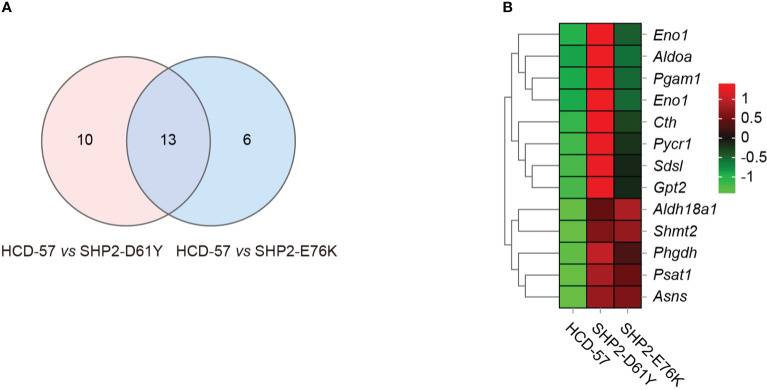 A
10
13
6
HCD-57 vs SHP2-D61Y
HCD-57 vs SHP2-E76K
B
Eno1
Aldoa
Pgam1
Eno1
Cth
Pycr1
Sdsl
Gpt2
Aldh18a1
Shmt2
Phgdh
Psat1
Asns
HCD-57
SHP2-D61Y
SHP2-E76K
1
0.5
0
-0.5
-1